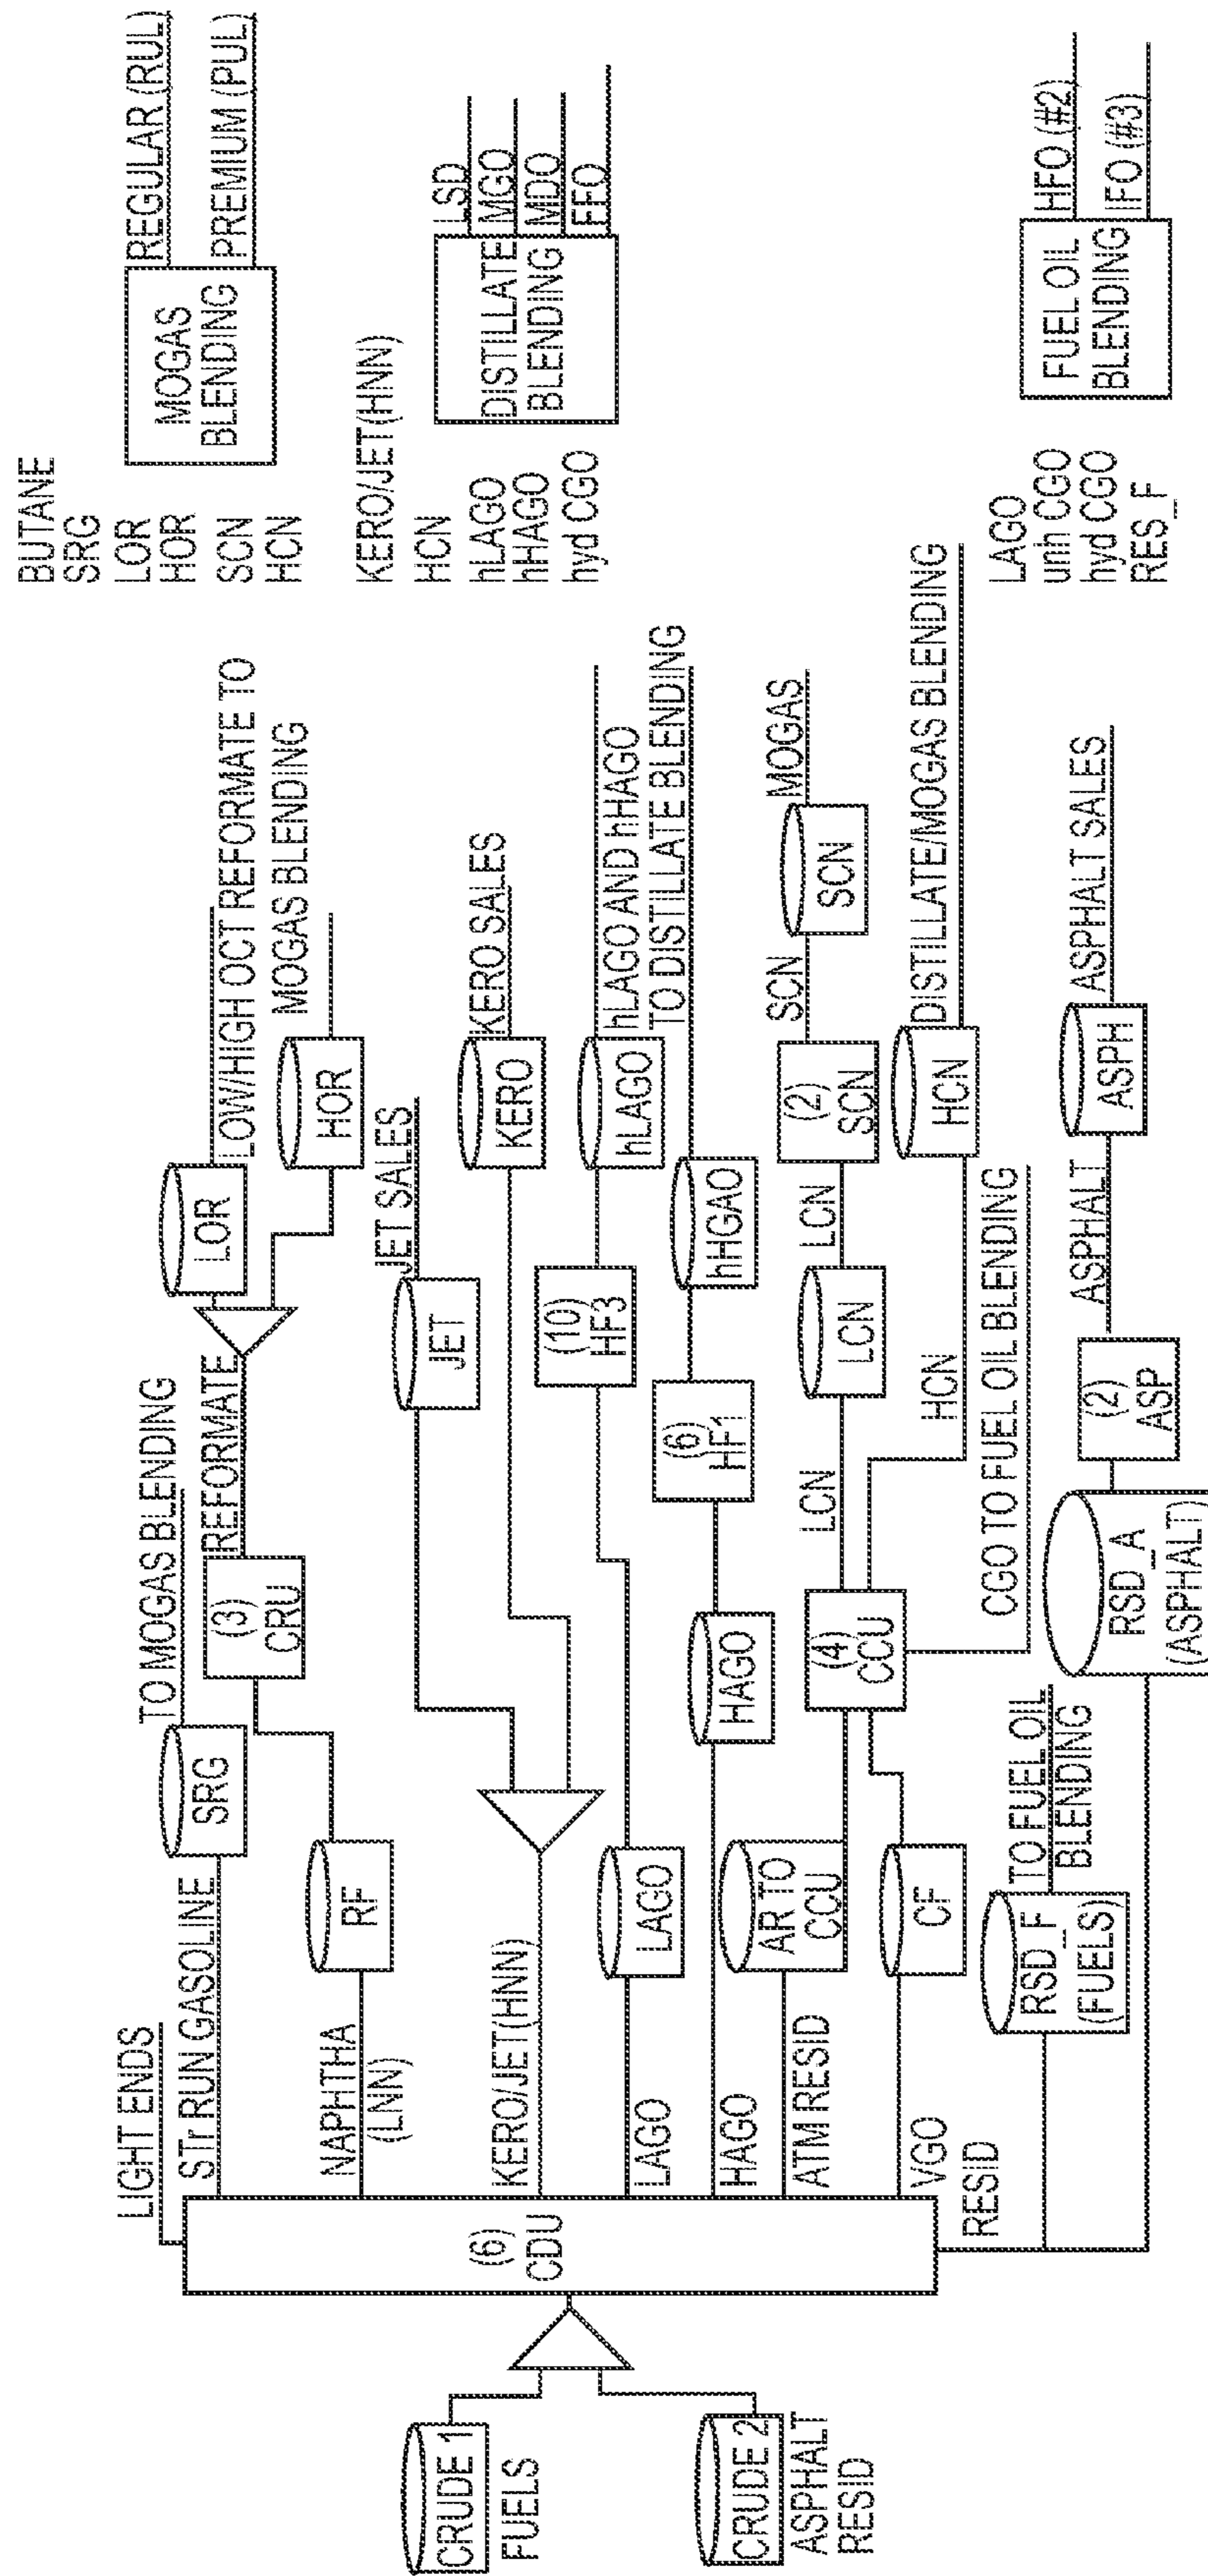 CRUDE 1
FUELS
CRUDE 2
ASPHALT
RESID
(6)
CDU
LIGHT ENDS
STr RUN GASOLINE
SRG
TO MOGAS BLENDING
NAPHTHA
(LNN)
RF
(3)
CRU
REFORMATE
LOR
LOW/HIGH OCT REFORMATE TO
MOGAS BLENDING
HOR
KERO/JET(HNN)
JET
JET SALES
KERO
KERO SALES
LAGO
LAGO
(10)
HF3
hLAGO
hLAGO AND hHAGO
TO DISTILLATE BLENDING
HAGO
HAGO
(6)
HF1
hHGAO
ATM RESID
AR TO
CCU
VGO
CF
(4)
CCU
LCN
LCN
LCN
(2)
SCN
SCN
SCN
MOGAS
HCN
HCN
DISTILLATE/MOGAS BLENDING
CGO TO FUEL OIL BLENDING
RESID
RSD_F
(FUELS)
TO FUEL OIL
BLENDING
RSD_A
(ASPHALT)
(2)
ASP
ASPHALT
ASPH
ASPHALT SALES
BUTANE
SRG
LOR
HOR
SCN
HCN
MOGAS
BLENDING
REGULAR (RUL)
PREMIUM (PUL)
KERO/JET(HNN)
HCN
hLAGO
hHAGO
hyd CGO
DISTILLATE
BLENDING
LSD
MGO
MDO
FFO
LAGO
unh CGO
hyd CGO
RES_F
FUEL OIL
BLENDING
HFO (#2)
IFO (#3)